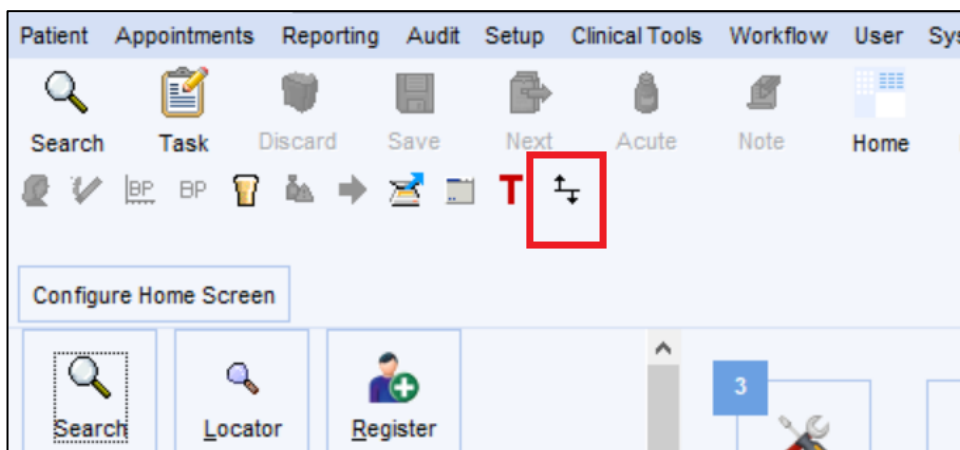 Patient Appointments Reporting Audit Setup Clinical Tools Workflow User Sys
Search Task Discard Save Next Acute Note Home
BP BP T
Configure Home Screen
3
Search Locator Register